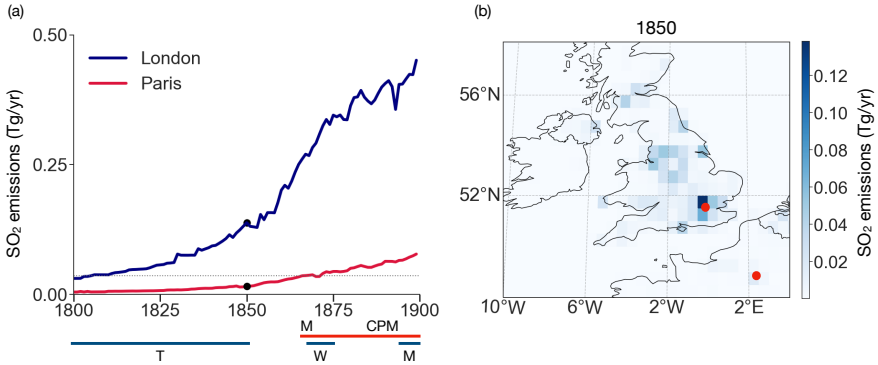 (a)
SO₂ emissions (Tg/yr)
0.50
0.25
0.00
London
Paris
1800 1825 1850 1875 1900
M CPM
T W M
(b)
1850
56°N
52°N
10°W 6°W 2°W 2°E
0.12
0.10
0.08
0.06
0.04
0.02
SO₂ emissions (Tg/yr)